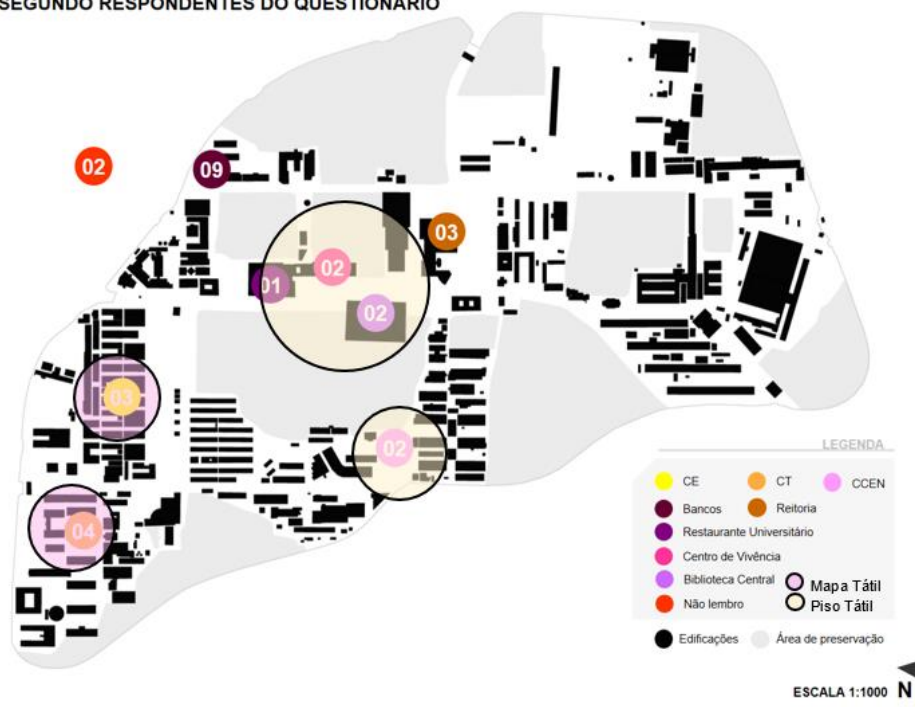 SEGUNDO RESPONDENTES DO QUESTIONÁRIO
02
09
03
02
01
02
03
02
04
LEGENDA
CE
CT
CCEN
Bancos
Reitoria
Restaurante Universitário
Centro de Vivência
Biblioteca Central
Mapa Tátil
Não lembro
Piso Tátil
Edificações
Área de preservação
ESCALA 1:1000 N